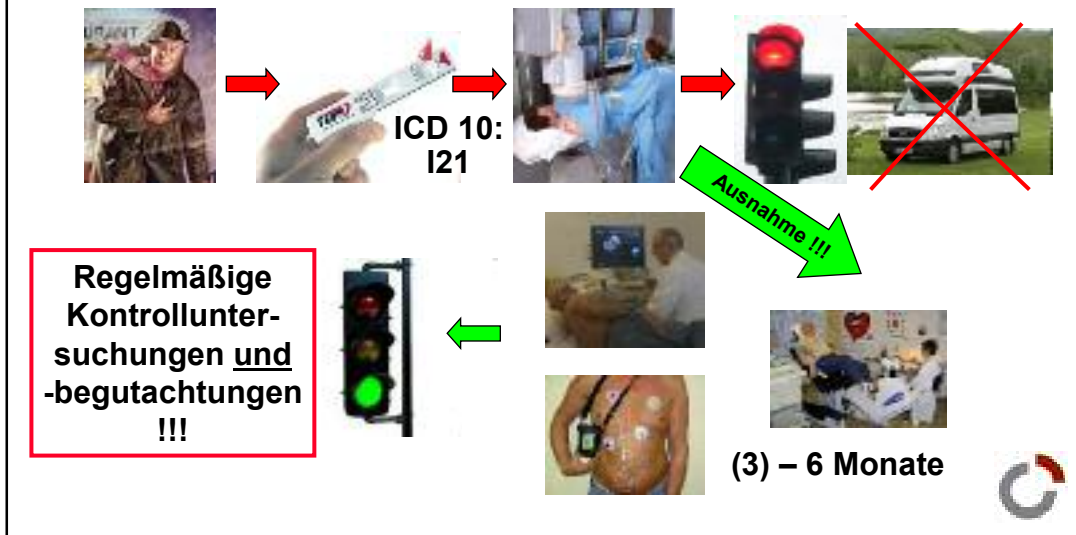 ICD 10:
I21
Ausnahme !!!
Regelmäßige
Kontrollunter-
suchungen und
-begutachtungen
!!!
(3) – 6 Monate